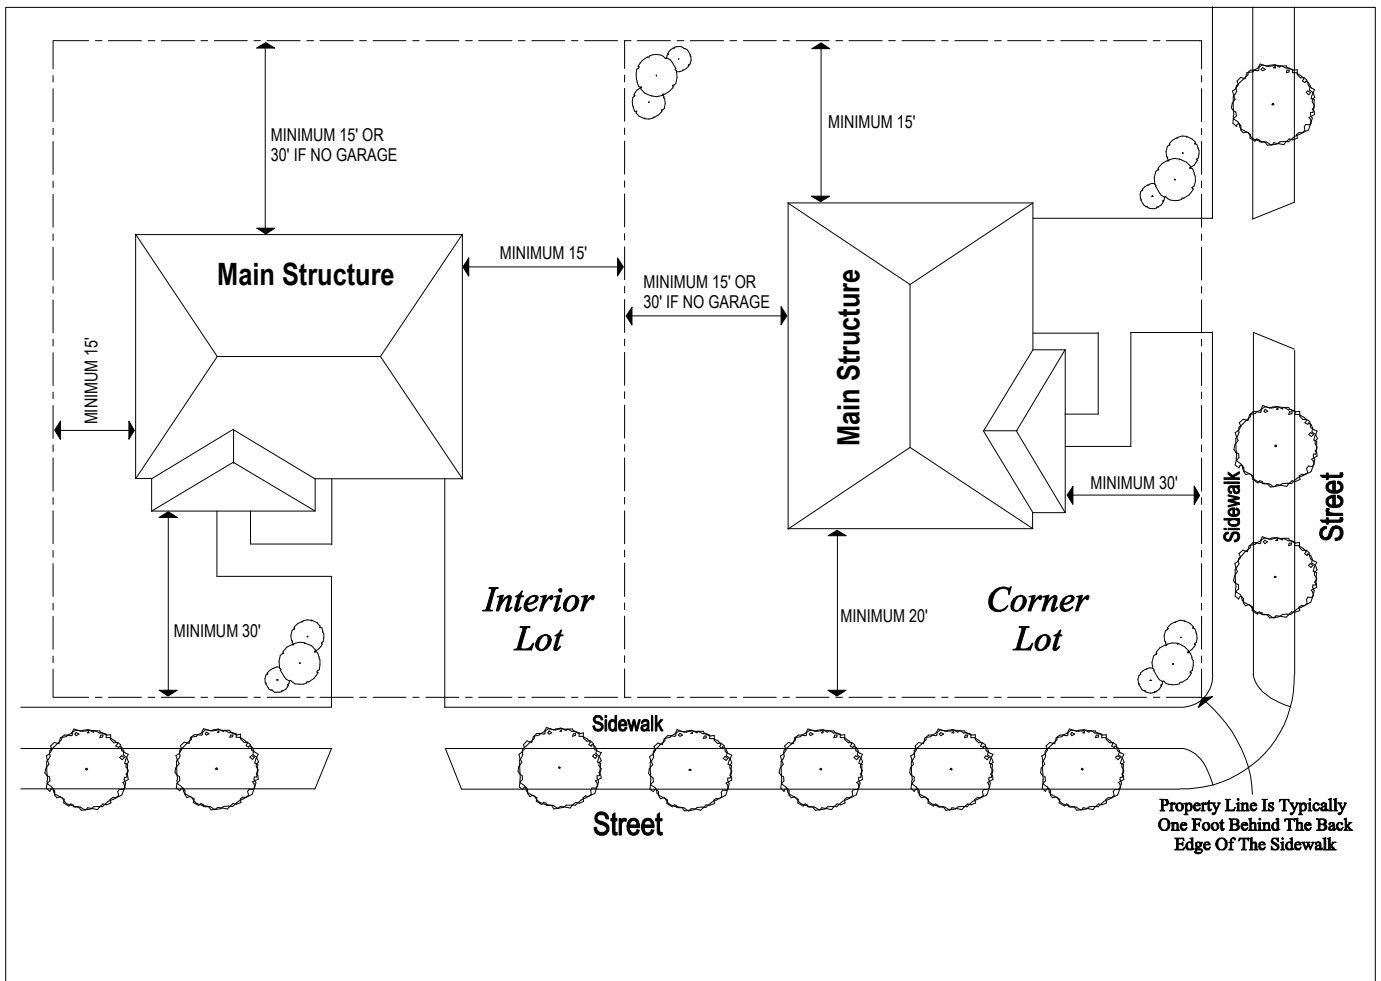 MINIMUM 15' OR
30' IF NO GARAGE
MINIMUM 15'
Main Structure
MINIMUM 15'
MINIMUM 15' OR
30' IF NO GARAGE
Main Structure
MINIMUM 15'
MINIMUM 30'
Sidewalk
Street
Interior
Lot
Corner
Lot
MINIMUM 30'
MINIMUM 20'
Sidewalk
Street
Property Line Is Typically
One Foot Behind The Back
Edge Of The Sidewalk